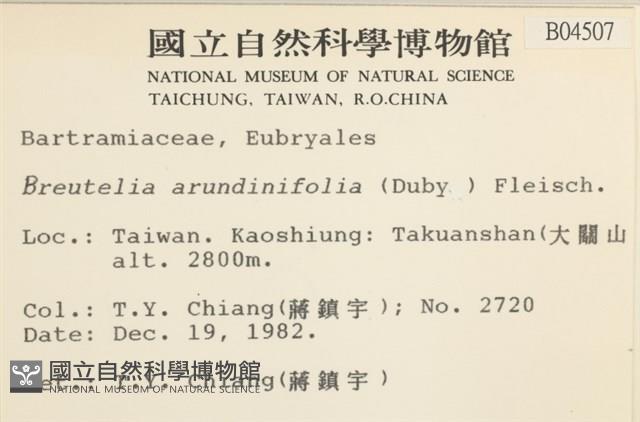 B04507
國立自然科學博物館
NATIONAL MUSEUM OF NATURAL SCIENCE
TAICHUNG, TAIWAN, R.O.CHINA
Bartramiaceae, Eubryales
Breutelia arundinifolia (Duby ) Fleisch.
Loc.: Taiwan. Kaoshiung: Takuanshan(大關山
alt. 2800m.
Col.: T.Y. Chiang(蔣鎮宇); No. 2720
Date: Dec. 19, 1982.
Det.: T.Y. Chiang(蔣鎮宇)
國立自然科學博物館
NATIONAL MUSEUM OF NATURAL SCIENCE